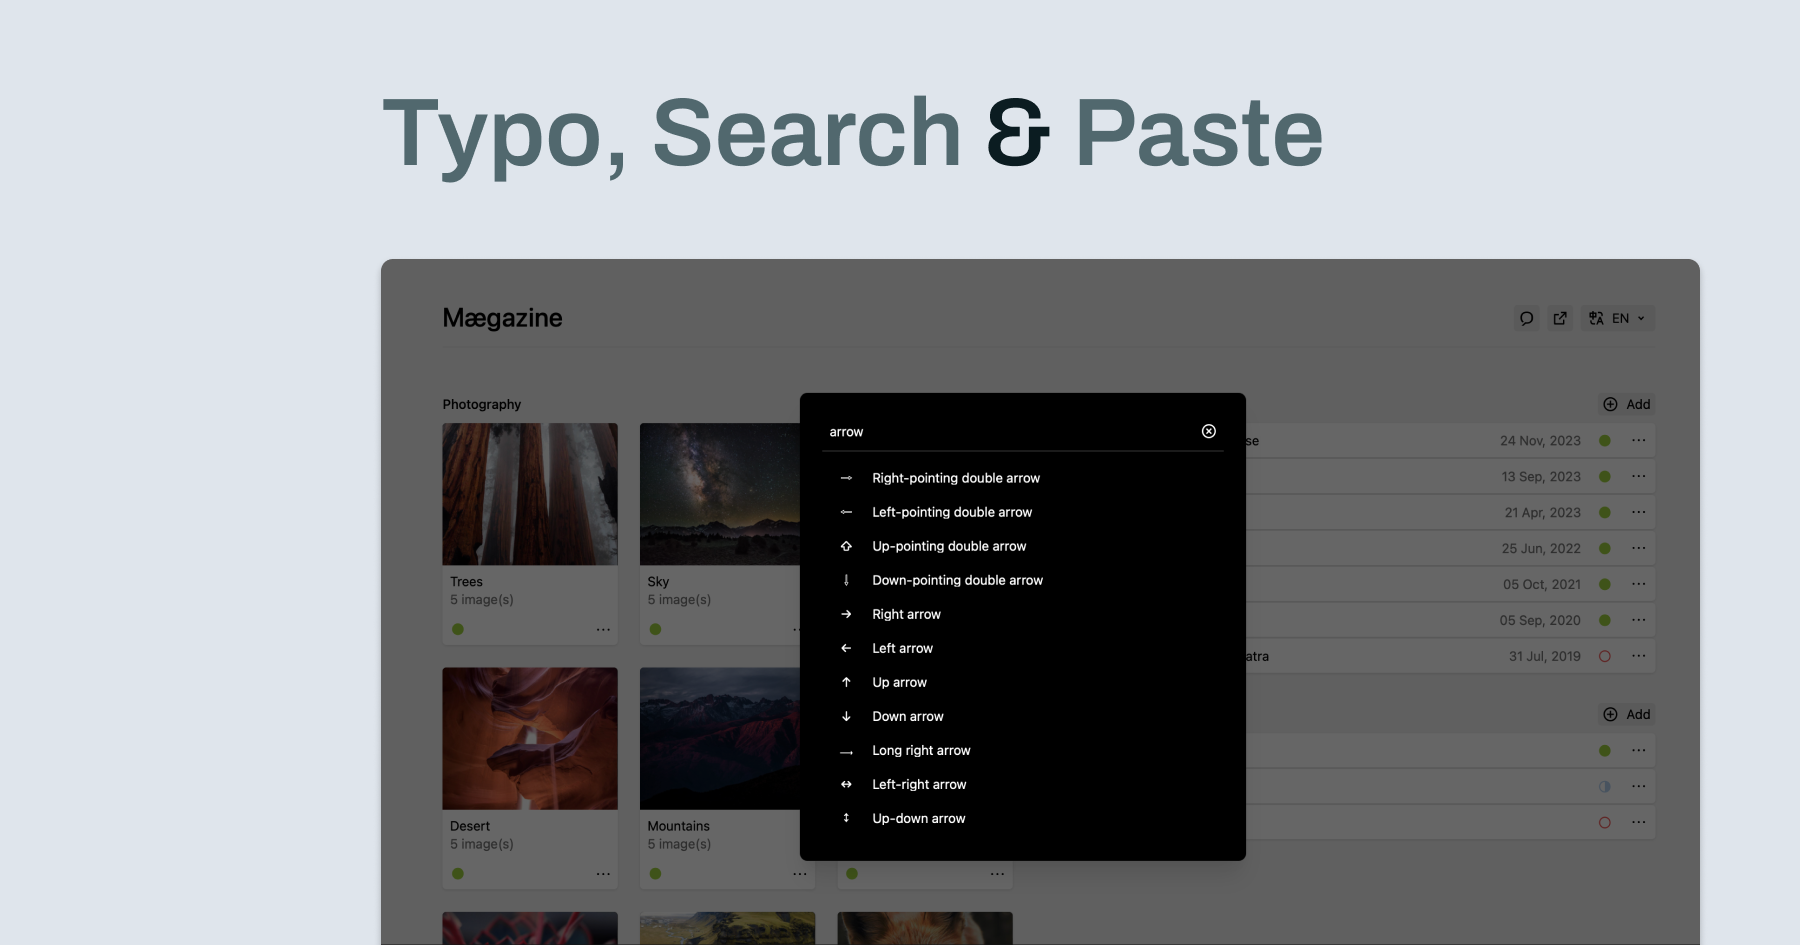 Typo, Search & Paste
Mægazine
EN
Photography
Add
Trees
5 image(s)
Sky
5 image(s)
Desert
5 image(s)
Mountains
5 image(s)
arrow
Right-pointing double arrow
Left-pointing double arrow
Up-pointing double arrow
Down-pointing double arrow
→ Right arrow
← Left arrow
↑ Up arrow
↓ Down arrow
Long right arrow
↔ Left-right arrow
↕ Up-down arrow
24 Nov, 2023
13 Sep, 2023
21 Apr, 2023
25 Jun, 2022
05 Oct, 2021
05 Sep, 2020
31 Jul, 2019
Add